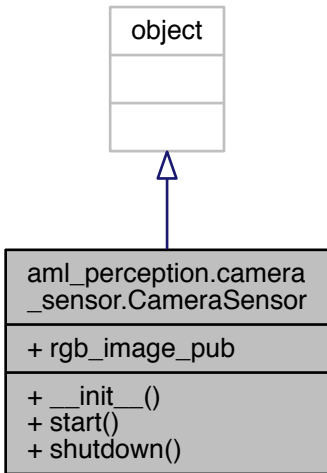 object
aml_perception.camera
_sensor.CameraSensor
+ rgb_image_pub
+ __init__()
+ start()
+ shutdown()